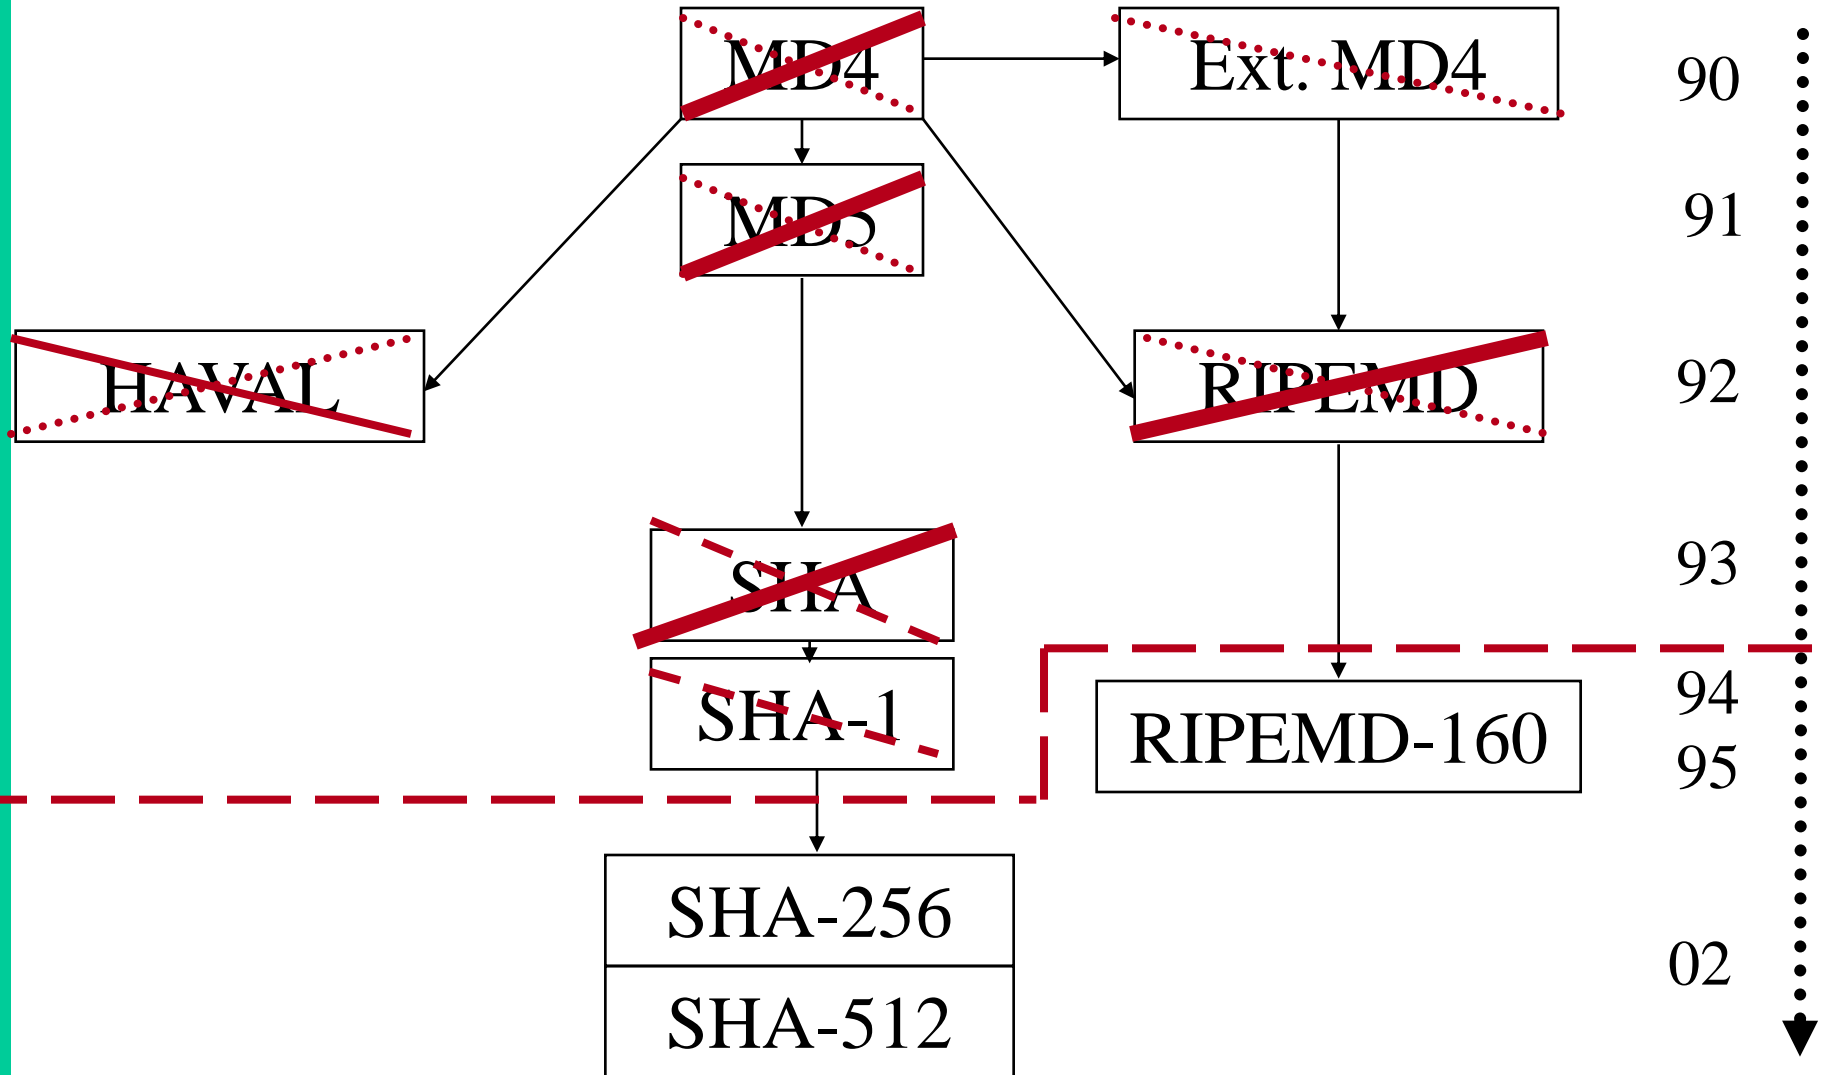 MD4
Ext. MD4
90
MD5
91
HAVAL
RIPEMD
92
SHA
93
SHA-1
RIPEMD-160
94
95
SHA-256
02
SHA-512